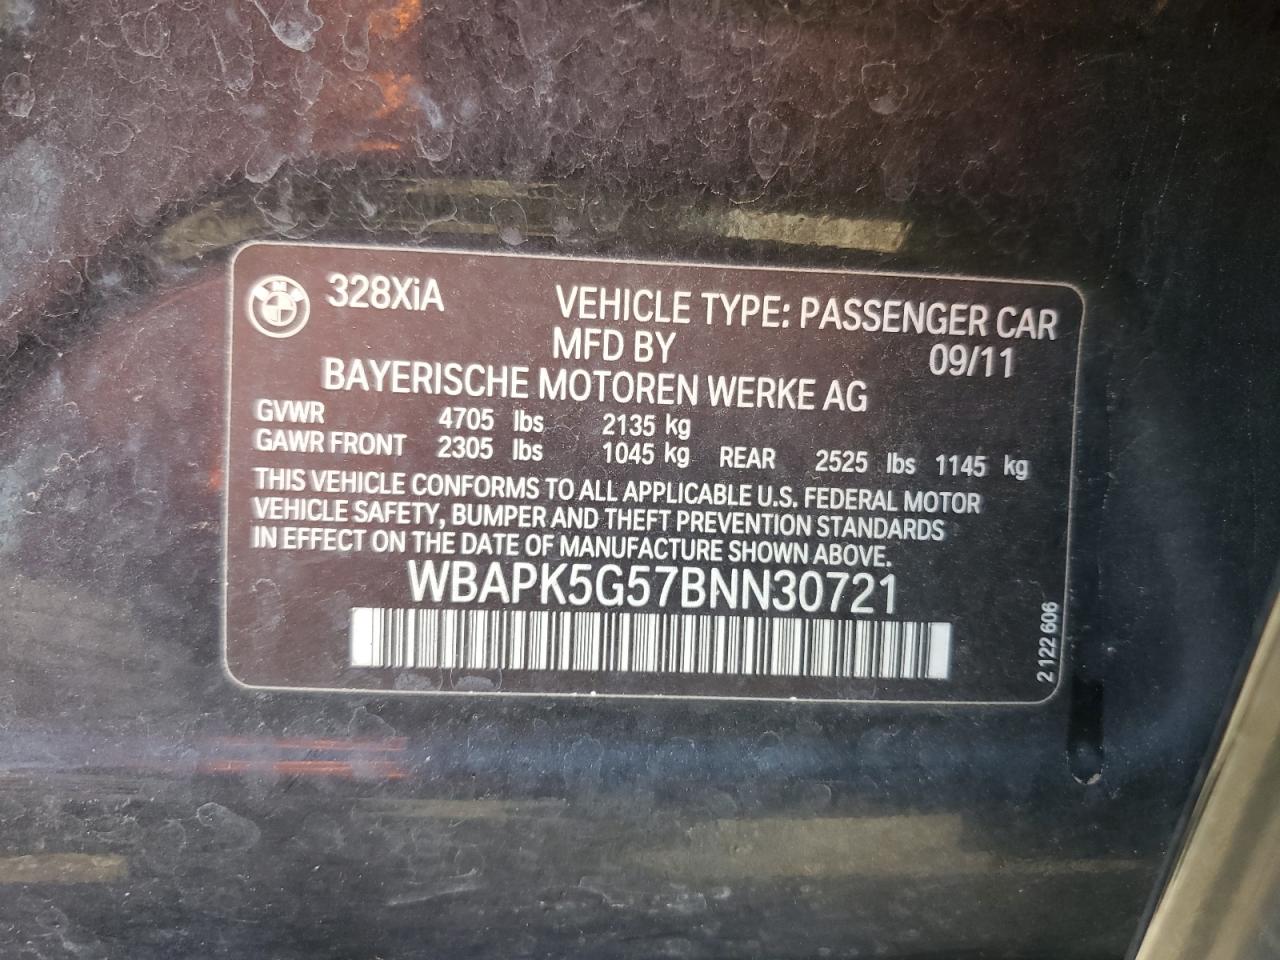 328XiA VEHICLE TYPE: PASSENGER CAR
MFD BY 09/11
BAYERISCHE MOTOREN WERKE AG
GVWR 4705 lbs 2135 kg
GAWR FRONT 2305 lbs 1045 kg REAR 2525 lbs 1145 kg
THIS VEHICLE CONFORMS TO ALL APPLICABLE U.S. FEDERAL MOTOR
VEHICLE SAFETY, BUMPER AND THEFT PREVENTION STANDARDS
IN EFFECT ON THE DATE OF MANUFACTURE SHOWN ABOVE.
WBAPK5G57BNN30721
2 122 606